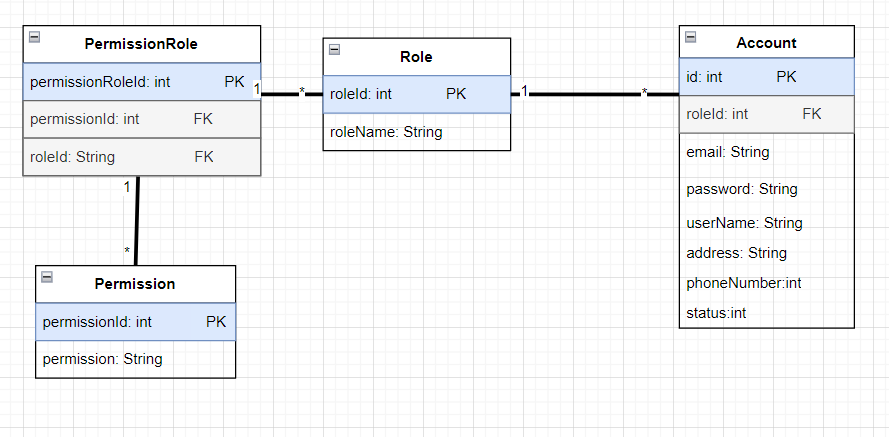 PermissionRole
permissionRoleId: int PK
permissionId: int FK
roleId: String FK
1
*
Role
roleId: int PK
roleName: String
1
*
Account
id: int PK
roleId: int FK
email: String
password: String
userName: String
address: String
phoneNumber:int
status:int
1
*
Permission
permissionId: int PK
permission: String